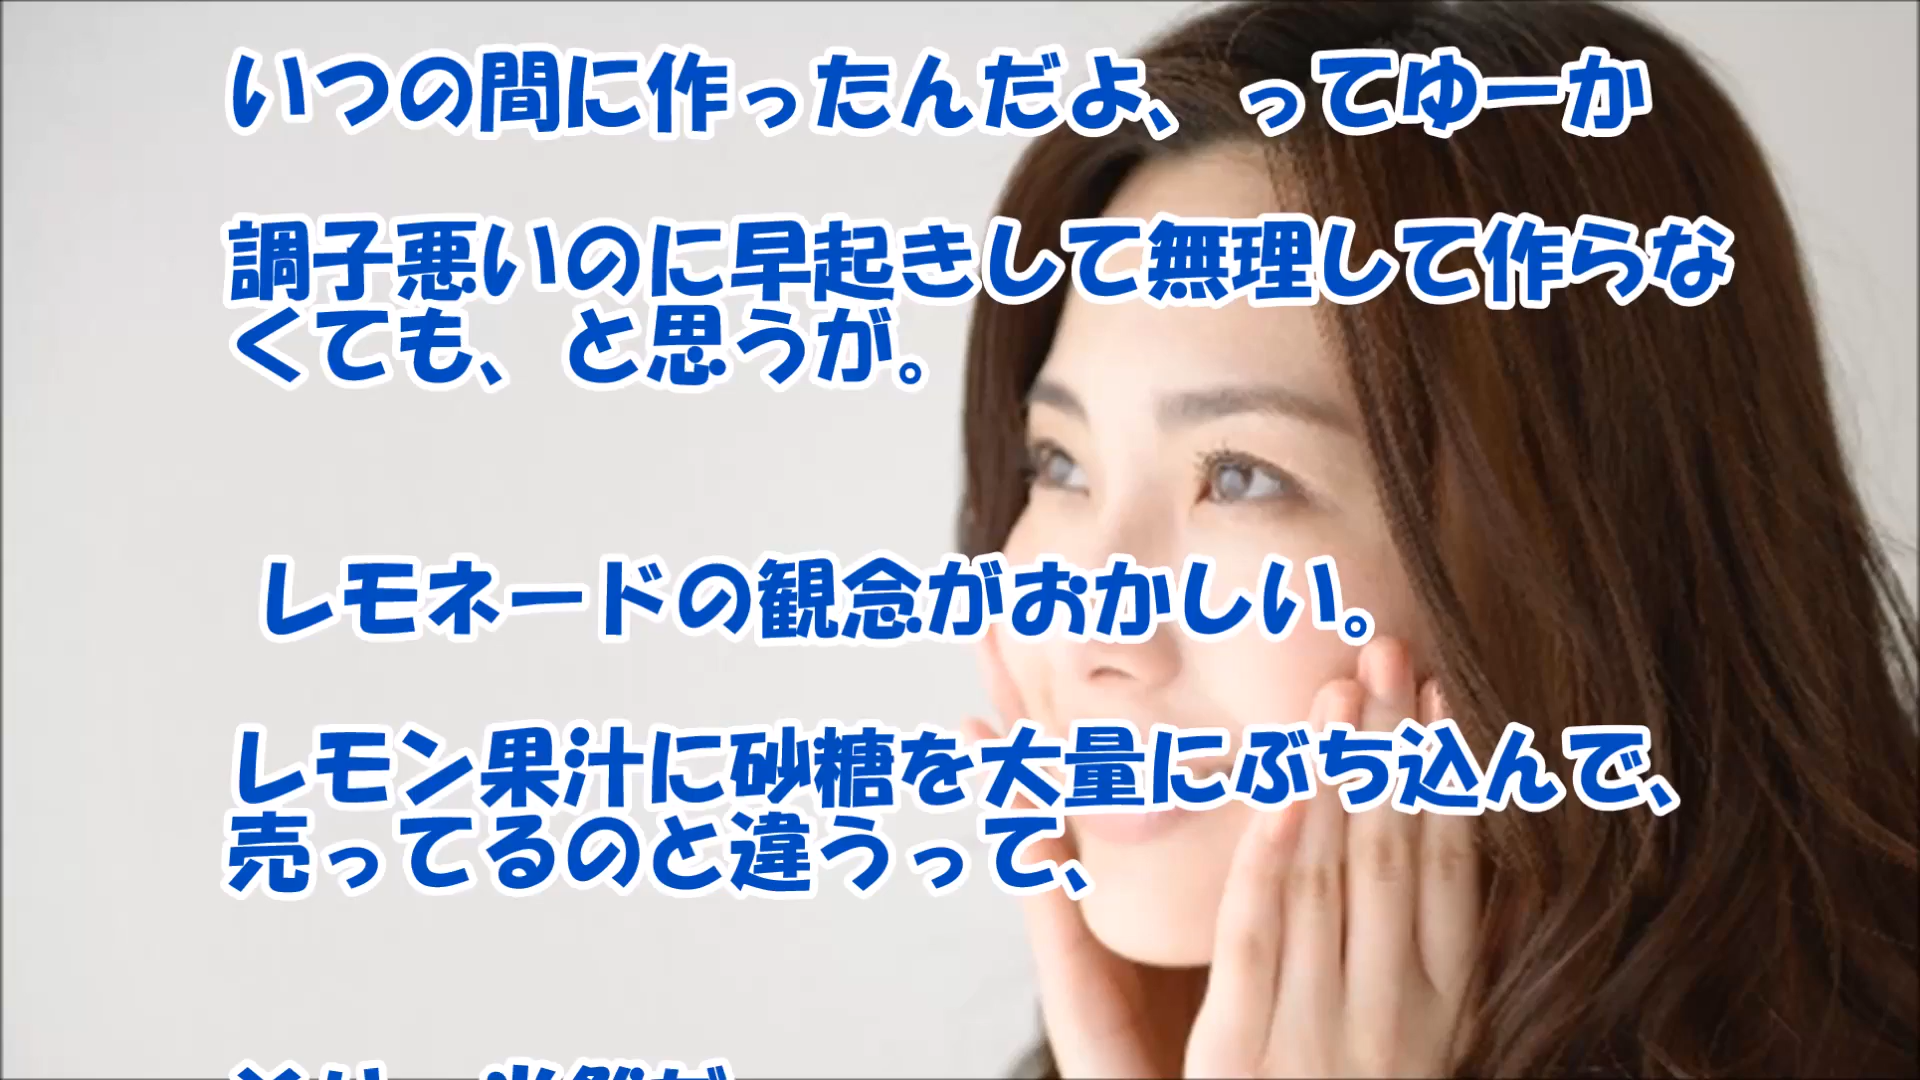 いつの間に作ったんだよ、ってゆーか
調子悪いのに早起きして無理して作らな
くても、と思うが。
レモネードの観念がおかしい。
レモン果汁に砂糖を大量にぶち込んで、
売ってるのと違うって、